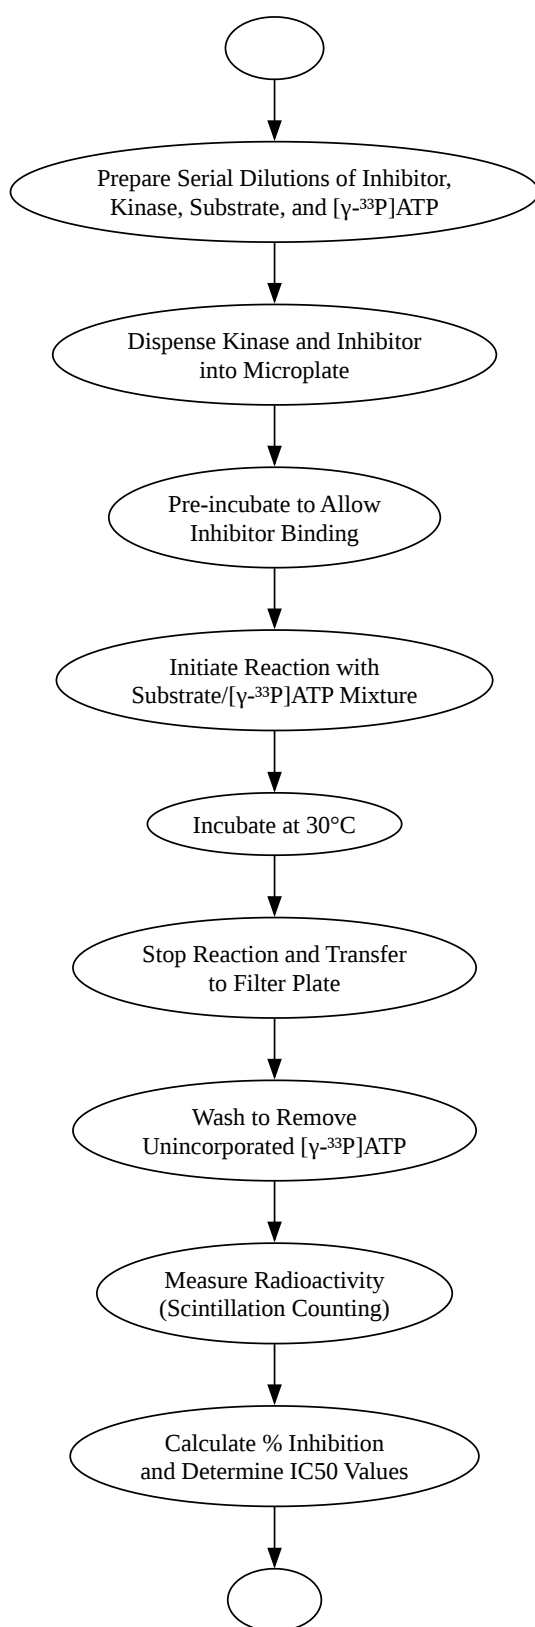 Prepare Serial Dilutions of Inhibitor,
Kinase, Substrate, and [γ-³³P]ATP
Dispense Kinase and Inhibitor
into Microplate
Pre-incubate to Allow
Inhibitor Binding
Initiate Reaction with
Substrate/[γ-³³P]ATP Mixture
Incubate at 30°C
Stop Reaction and Transfer
to Filter Plate
Wash to Remove
Unincorporated [γ-³³P]ATP
Measure Radioactivity
(Scintillation Counting)
Calculate % Inhibition
and Determine IC50 Values